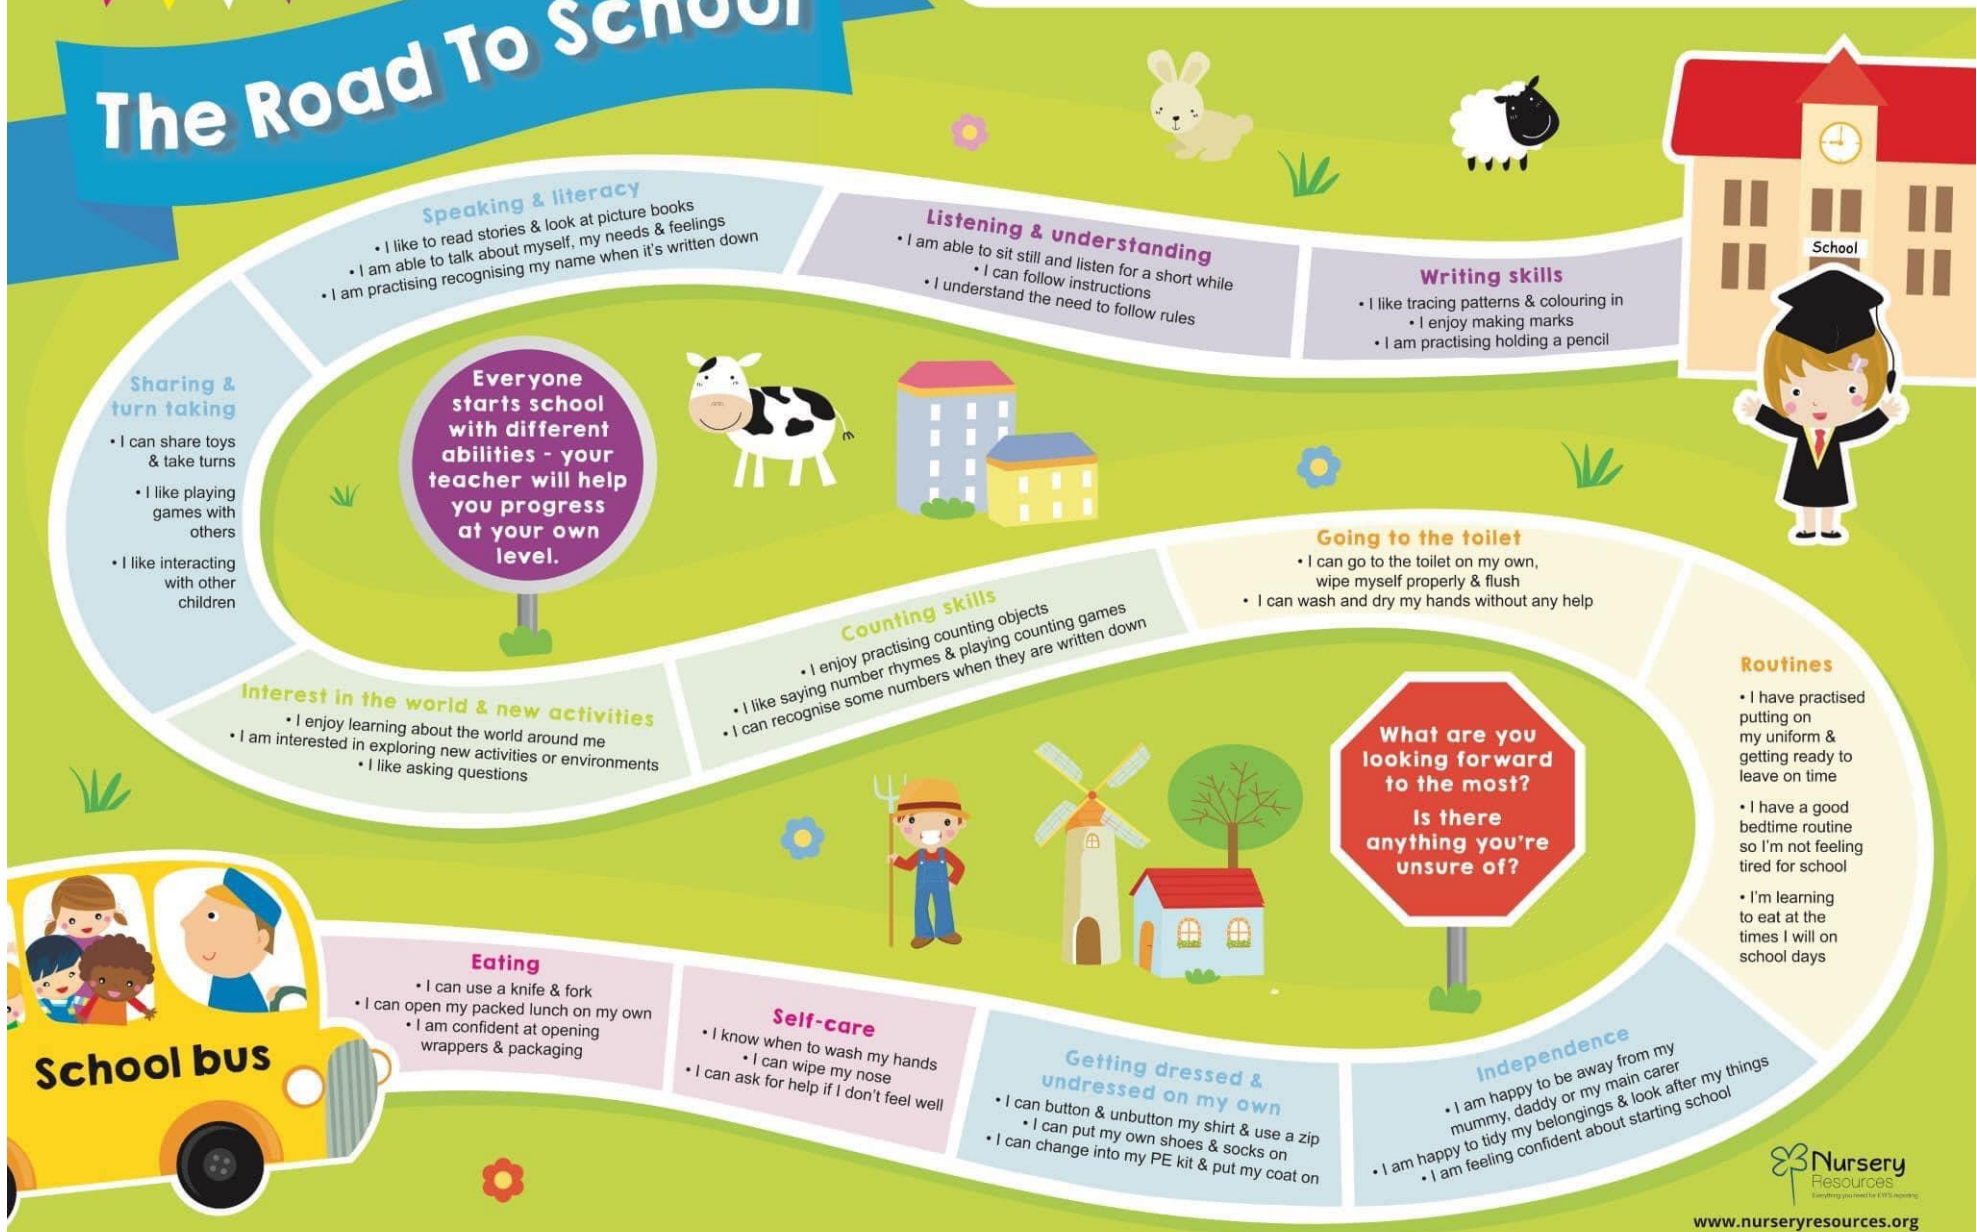 The Road To School
Speaking & literacy
• I like to read stories & look at picture books
• I am able to talk about myself, my needs & feelings
• I am practising recognising my name when it's written down
Listening & understanding
• I am able to sit still and listen for a short while
• I can follow instructions
• I understand the need to follow rules
Writing skills
• I like tracing patterns & colouring in
• I enjoy making marks
• I am practising holding a pencil
School
Sharing &
turn taking
• I can share toys
& take turns
• I like playing
games with
others
• I like interacting
with other
children
Everyone
starts school
with different
abilities - your
teacher will help
you progress
at your own
level.
Interest in the world & new activities
• I enjoy learning about the world around me
• I am interested in exploring new activities or environments
• I like asking questions
Counting skills
• I enjoy practising counting objects
• I like saying number rhymes & playing counting games
• I can recognise some numbers when they are written down
Going to the toilet
• I can go to the toilet on my own,
wipe myself properly & flush
• I can wash and dry my hands without any help
Routines
• I have practised
putting on
my uniform &
getting ready to
leave on time
• I have a good
bedtime routine
so I'm not feeling
tired for school
• I'm learning
to eat at the
times I will on
school days
What are you
looking forward
to the most?
Is there
anything you're
unsure of?
School bus
Eating
• I can use a knife & fork
• I can open my packed lunch on my own
• I am confident at opening
wrappers & packaging
Self-care
• I know when to wash my hands
• I can wipe my nose
• I can ask for help if I don't feel well
Getting dressed &
undressed on my own
• I can button & unbutton my shirt & use a zip
• I can put my own shoes & socks on
• I can change into my PE kit & put my coat on
Independence
• I am happy to be away from my
mummy, daddy or my main carer
• I am happy to tidy my belongings & look after my things
• I am feeling confident about starting school
Nursery
Resources
Everything you need for EYFS reporting
www.nurseryresources.org